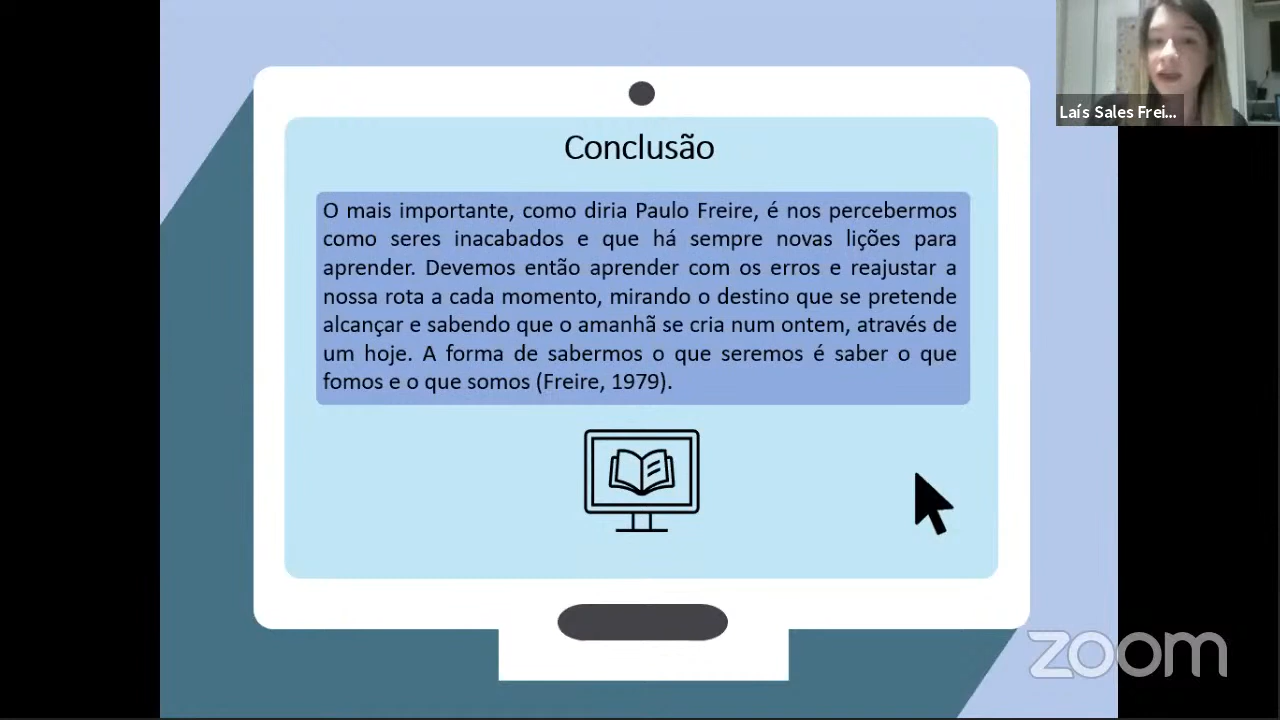 Laís Sales Frei...
Conclusão
O mais importante, como diria Paulo Freire, é nos percebermos
como seres inacabados e que há sempre novas lições para
aprender. Devemos então aprender com os erros e reajustar a
nossa rota a cada momento, mirando o destino que se pretende
alcançar e sabendo que o amanhã se cria num ontem, através de
um hoje. A forma de sabermos o que seremos é saber o que
fomos e o que somos (Freire, 1979).
zoom